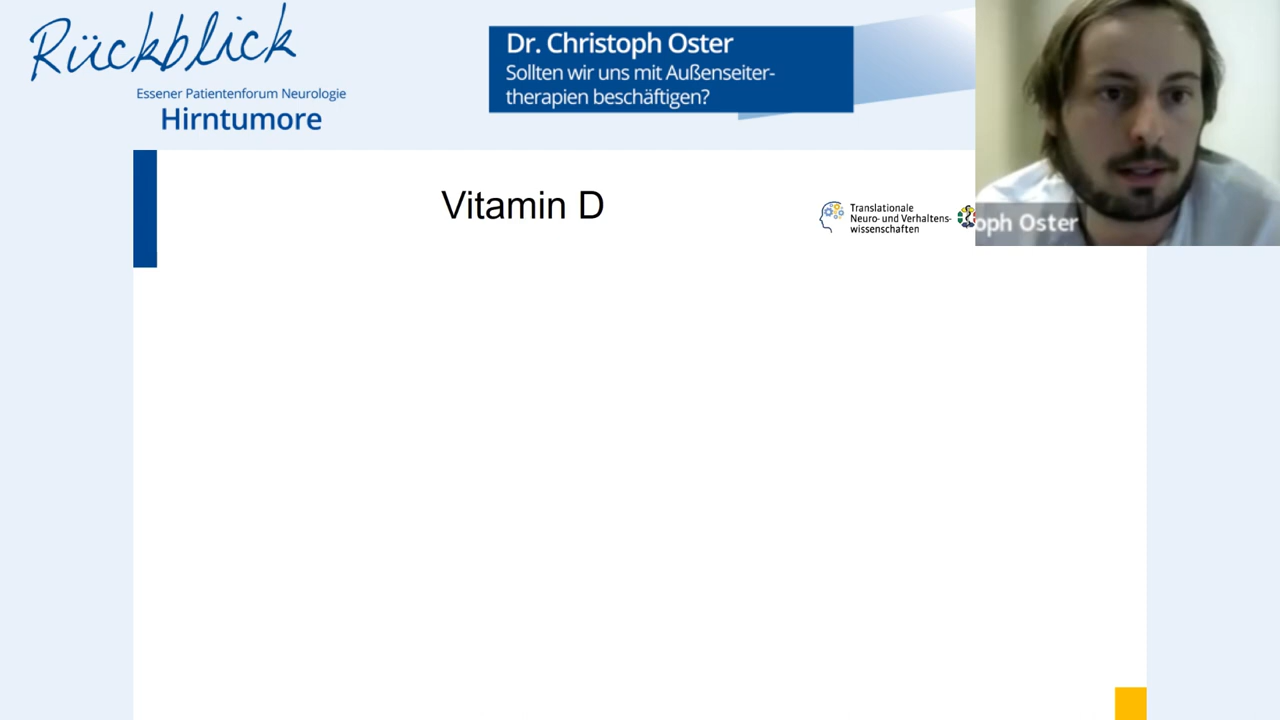 Rückblick
Essener Patientenforum Neurologie
Hirntumore
Dr. Christoph Oster
Sollten wir uns mit Außenseiter-
therapien beschäftigen?
Vitamin D
Translationale
Neuro- und Verhaltens-
wissenschaften
oph Oster